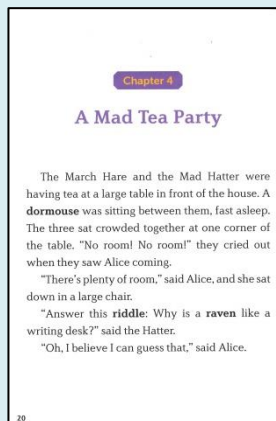 Chapter 4
A Mad Tea Party
The March Hare and the Mad Hatter were
having tea at a large table in front of the house. A
dormouse was sitting between them, fast asleep.
The three sat crowded together at one corner of
the table. “No room! No room!” they cried out
when they saw Alice coming.
“There’s plenty of room,” said Alice, and she sat
down in a large chair.
“Answer this riddle: Why is a raven like a
writing desk?” said the Hatter.
“Oh, I believe I can guess that,” said Alice.
20